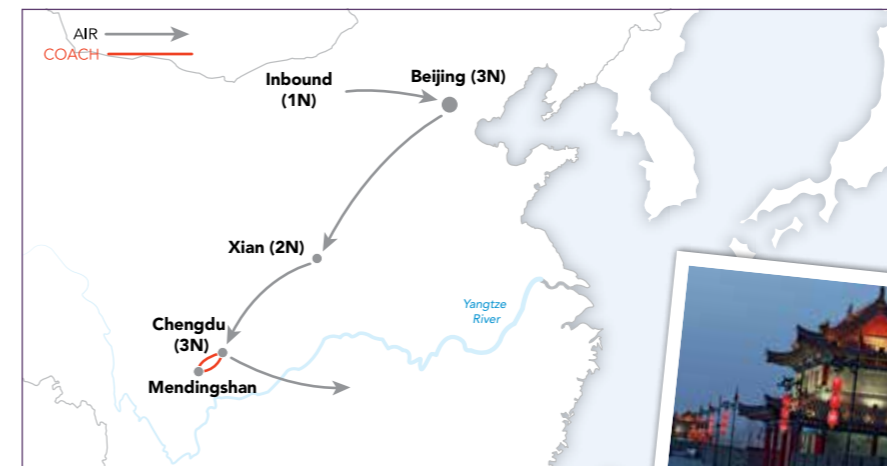 AIR
COACH
Inbound
(1N)
Beijing (3N)
Xian (2N)
Yangtze
River
Chengdu
(3N)
Mendingshan